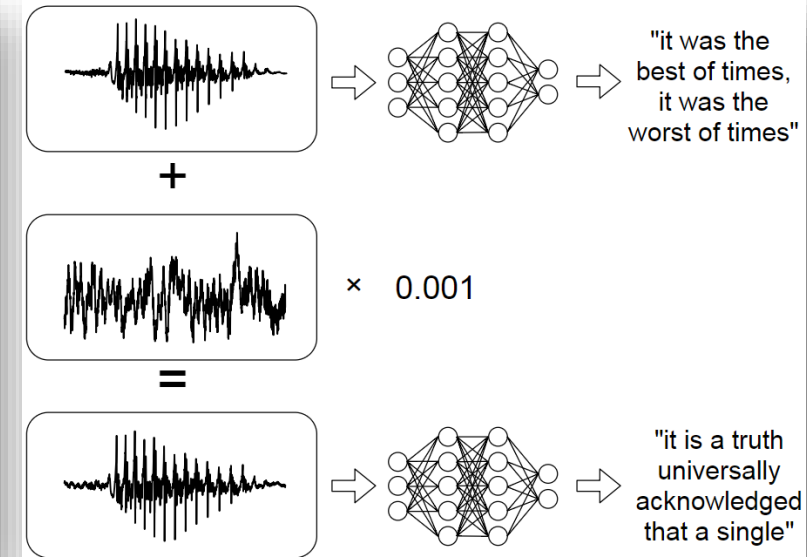 "it was the
best of times,
it was the
worst of times"
+
× 0.001
=
"it is a truth
universally
acknowledged
that a single"